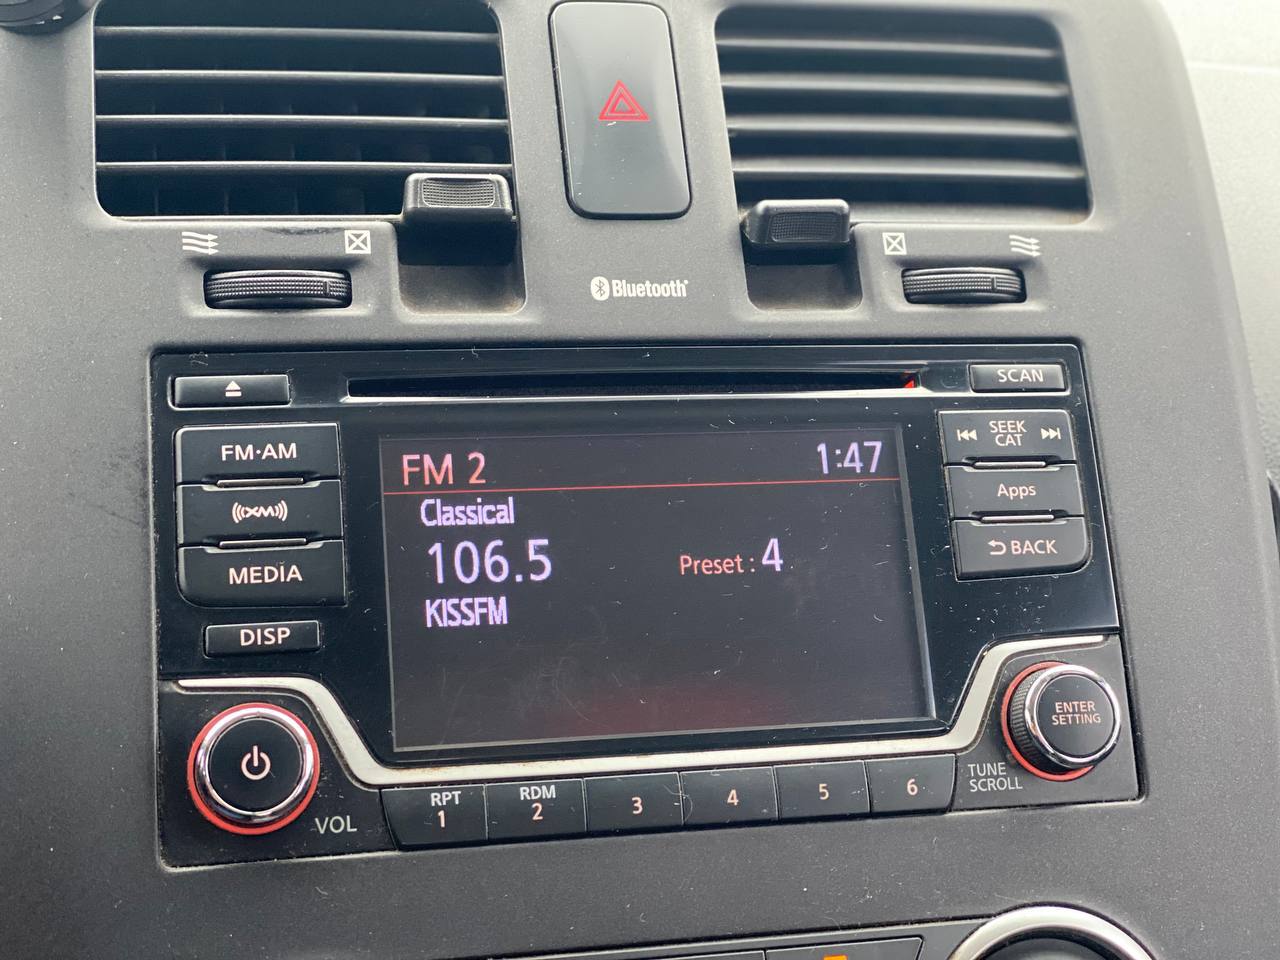 Bluetooth®
SCAN
FM·AM
XM
MEDIA
DISP
SEEK
CAT
Apps
BACK
FM 2
1:47
Classical
106.5
Preset : 4
KISSFM
VOL
RPT
1
RDM
2
3
4
5
6
ENTER
SETTING
TUNE
SCROLL